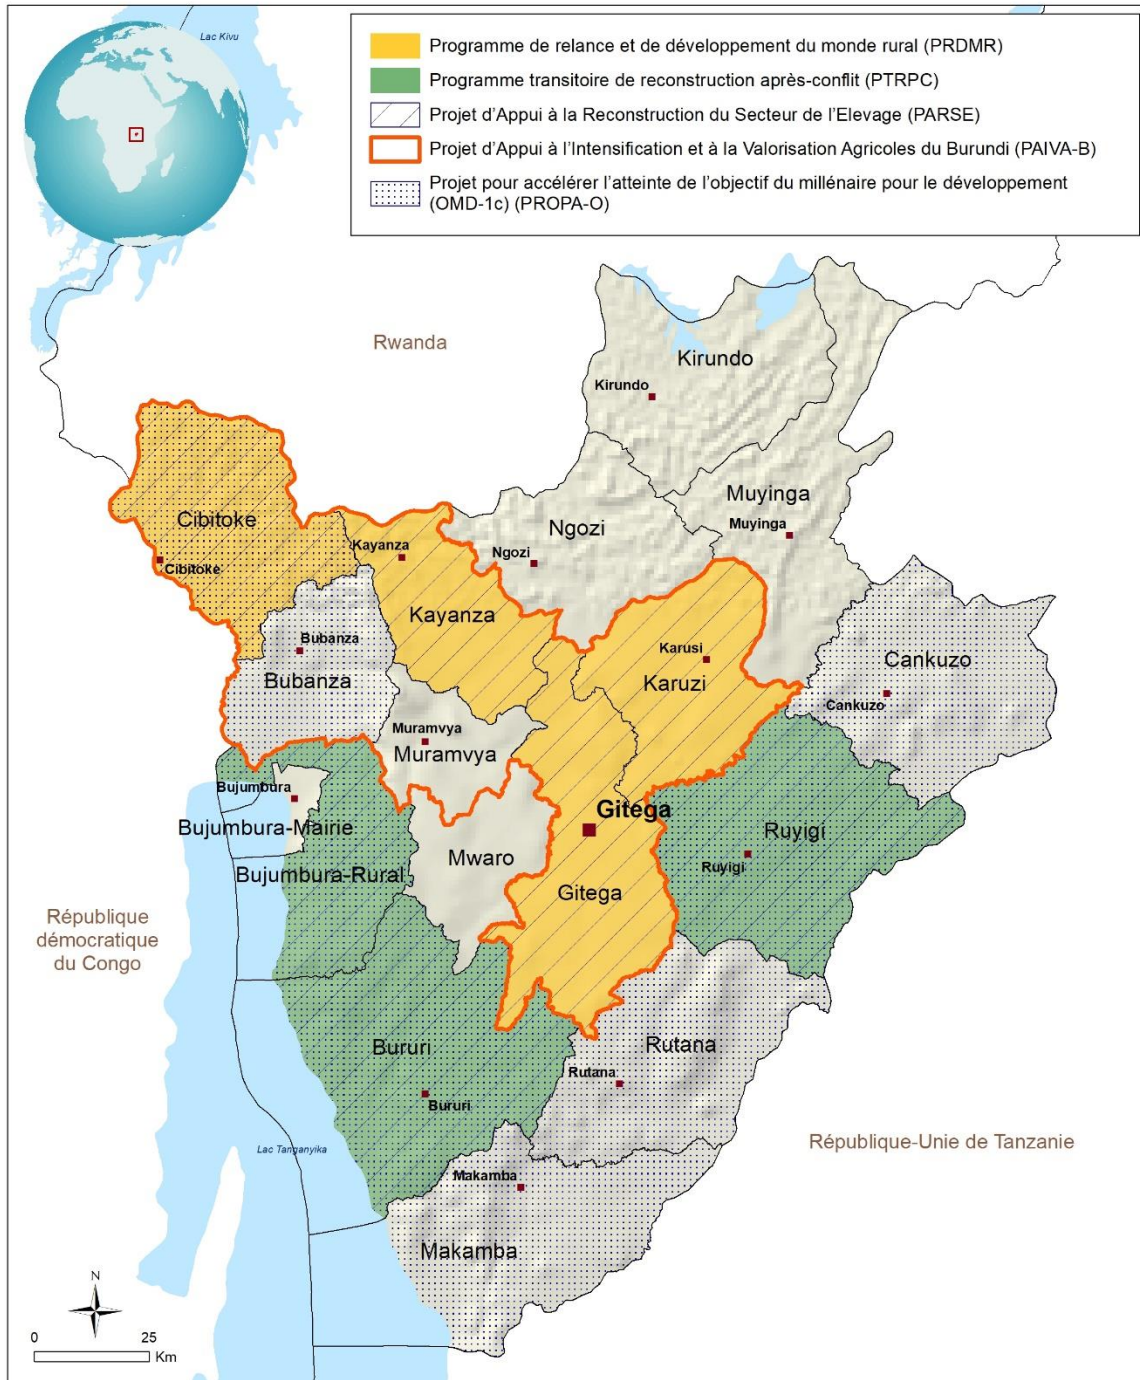 Lac Kivu
Programme de relance et de développement du monde rural (PRDMR)
Programme transitoire de reconstruction après-conflit (PTRPC)
Projet d'Appui à la Reconstruction du Secteur de l'Elevage (PARSE)
Projet d'Appui à l'Intensification et à la Valorisation Agricoles du Burundi (PAIVA-B)
Projet pour accélérer l'atteinte de l'objectif du millénaire pour le développement
(OMD-1c) (PROPA-O)
Rwanda
Kirundo
Kirundo
Muyinga
Muyinga
Ngozi
Ngozi
Cibitoke
Cibitoke
Kayanza
Kayanza
Bubanza
Bubanza
Karusi
Karuzi
Cankuzo
Cankuzo
Muramvya
Muramvya
Bujumbura
Bujumbura-Mairie
Gitega
Ruyigi
Ruyigi
Mwaro
Bujumbura-Rural
Gitega
République
démocratique
du Congo
Bururi
Bururi
Rutana
Rutana
République-Unie de Tanzanie
Lac Tanganyika
Makamba
Makamba
N
0 25
Km